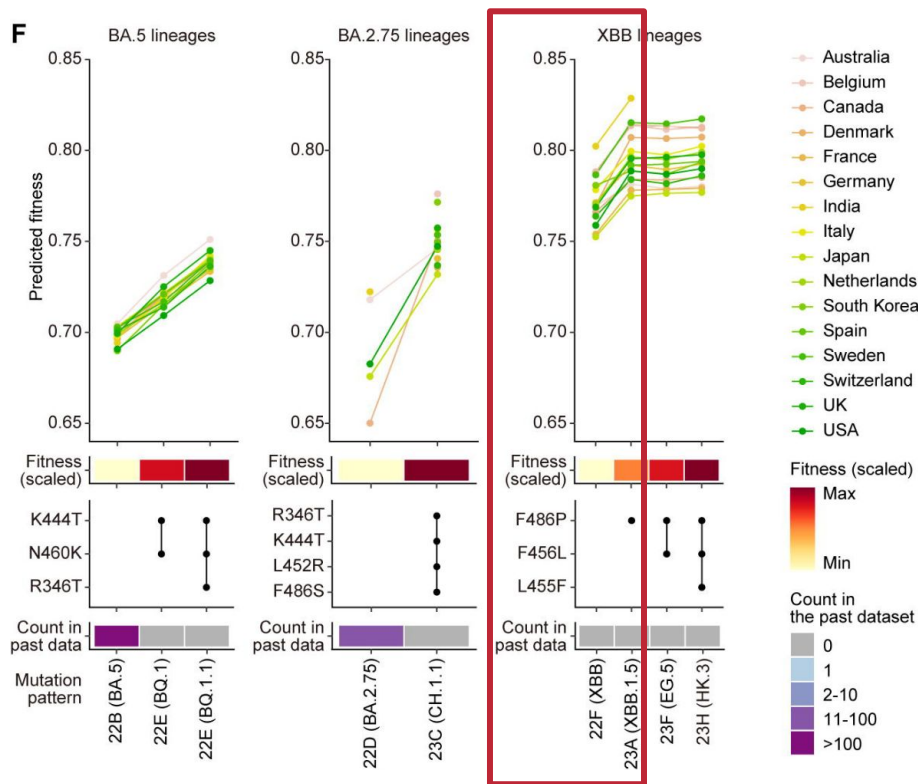 F
BA.5 lineages
BA.2.75 lineages
XBB lineages
Predicted fitness
0.85
0.80
0.75
0.70
0.65
0.85
0.80
0.75
0.70
0.65
0.85
0.80
0.75
0.70
0.65
Fitness
(scaled)
K444T
N460K
R346T
Count in
past data
Mutation
pattern
22B (BA.5)
22E (BQ.1)
22E (BQ.1.1)
Fitness
(scaled)
R346T
K444T
L452R
F486S
Count in
past data
22D (BA.2.75)
23C (CH.1.1)
Fitness
(scaled)
F486P
F456L
L455F
Count in
past data
22F (XBB)
23A (XBB.1.5)
23F (EG.5)
23H (HK.3)
Australia
Belgium
Canada
Denmark
France
Germany
India
Italy
Japan
Netherlands
South Korea
Spain
Sweden
Switzerland
UK
USA
Fitness (scaled)
Max
Min
Count in
the past dataset
0
1
2-10
11-100
>100